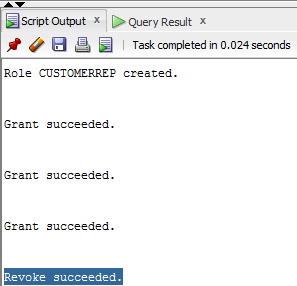 Script Output x Query Result x
Task completed in 0.024 seconds
Role CUSTOMERREP created.
Grant succeeded.
Grant succeeded.
Grant succeeded.
Revoke succeeded.